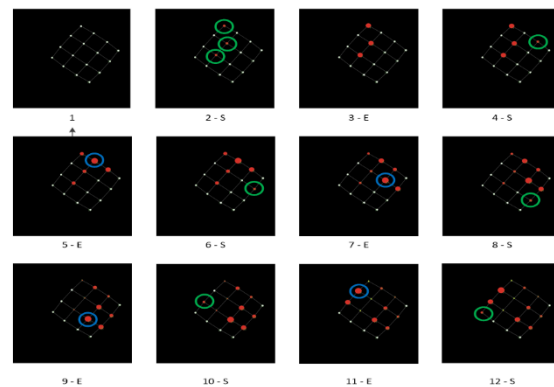 1
2 - S
3 - E
4 - S
5 - E
6 - S
7 - E
8 - S
9 - E
10 - S
11 - E
12 - S